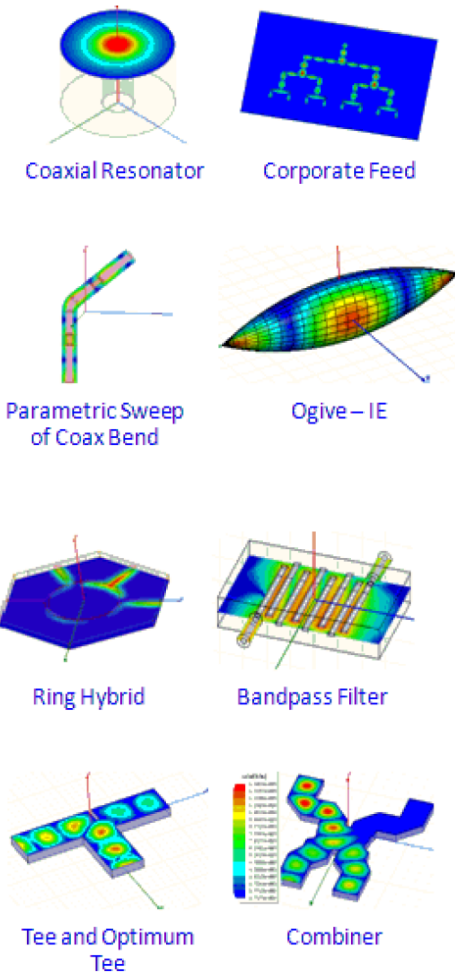 Coaxial Resonator
Corporate Feed
Parametric Sweep
of Coax Bend
Ogive – IE
Ring Hybrid
Bandpass Filter
Tee and Optimum
Tee
Combiner